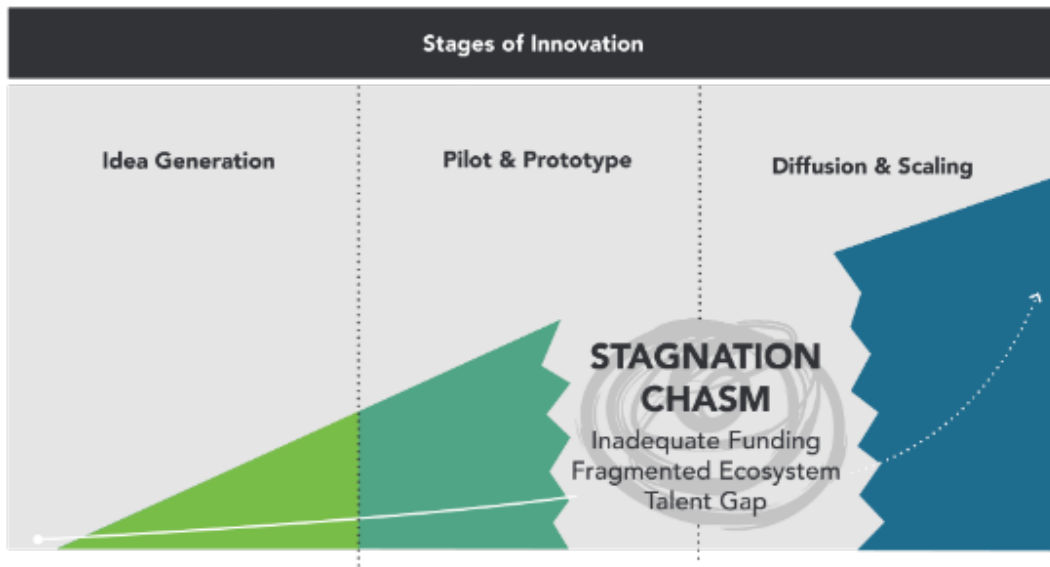 Stages of Innovation
Idea Generation
Pilot & Prototype
Diffusion & Scaling
STAGNATION
CHASM
Inadequate Funding
Fragmented Ecosystem
Talent Gap